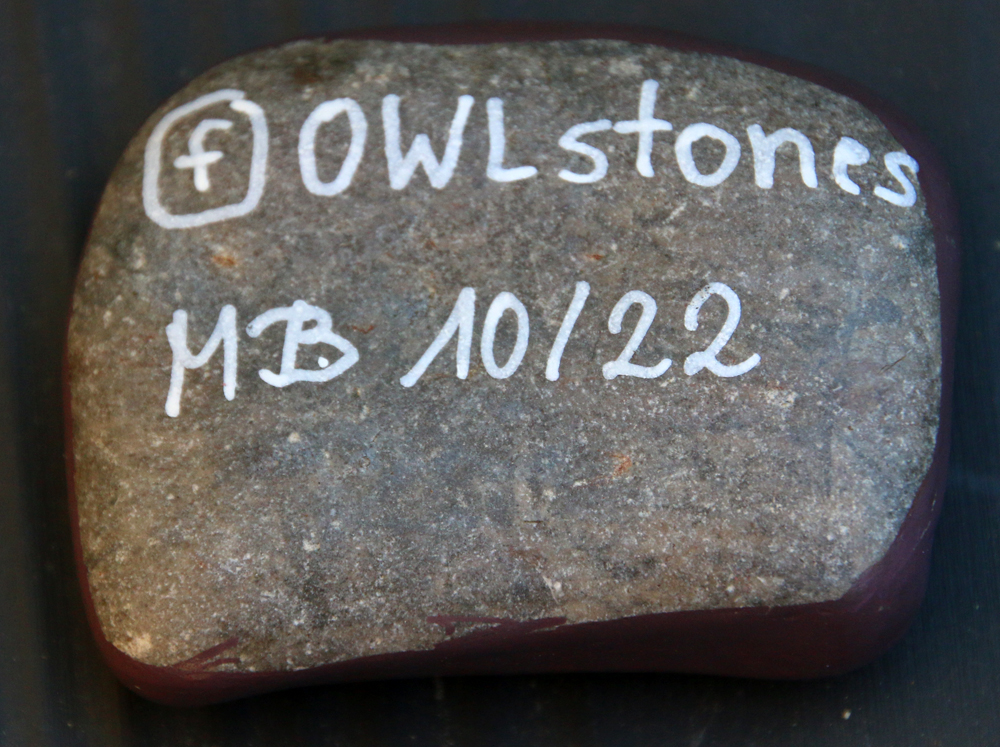 f OWLstones
MB 10/22